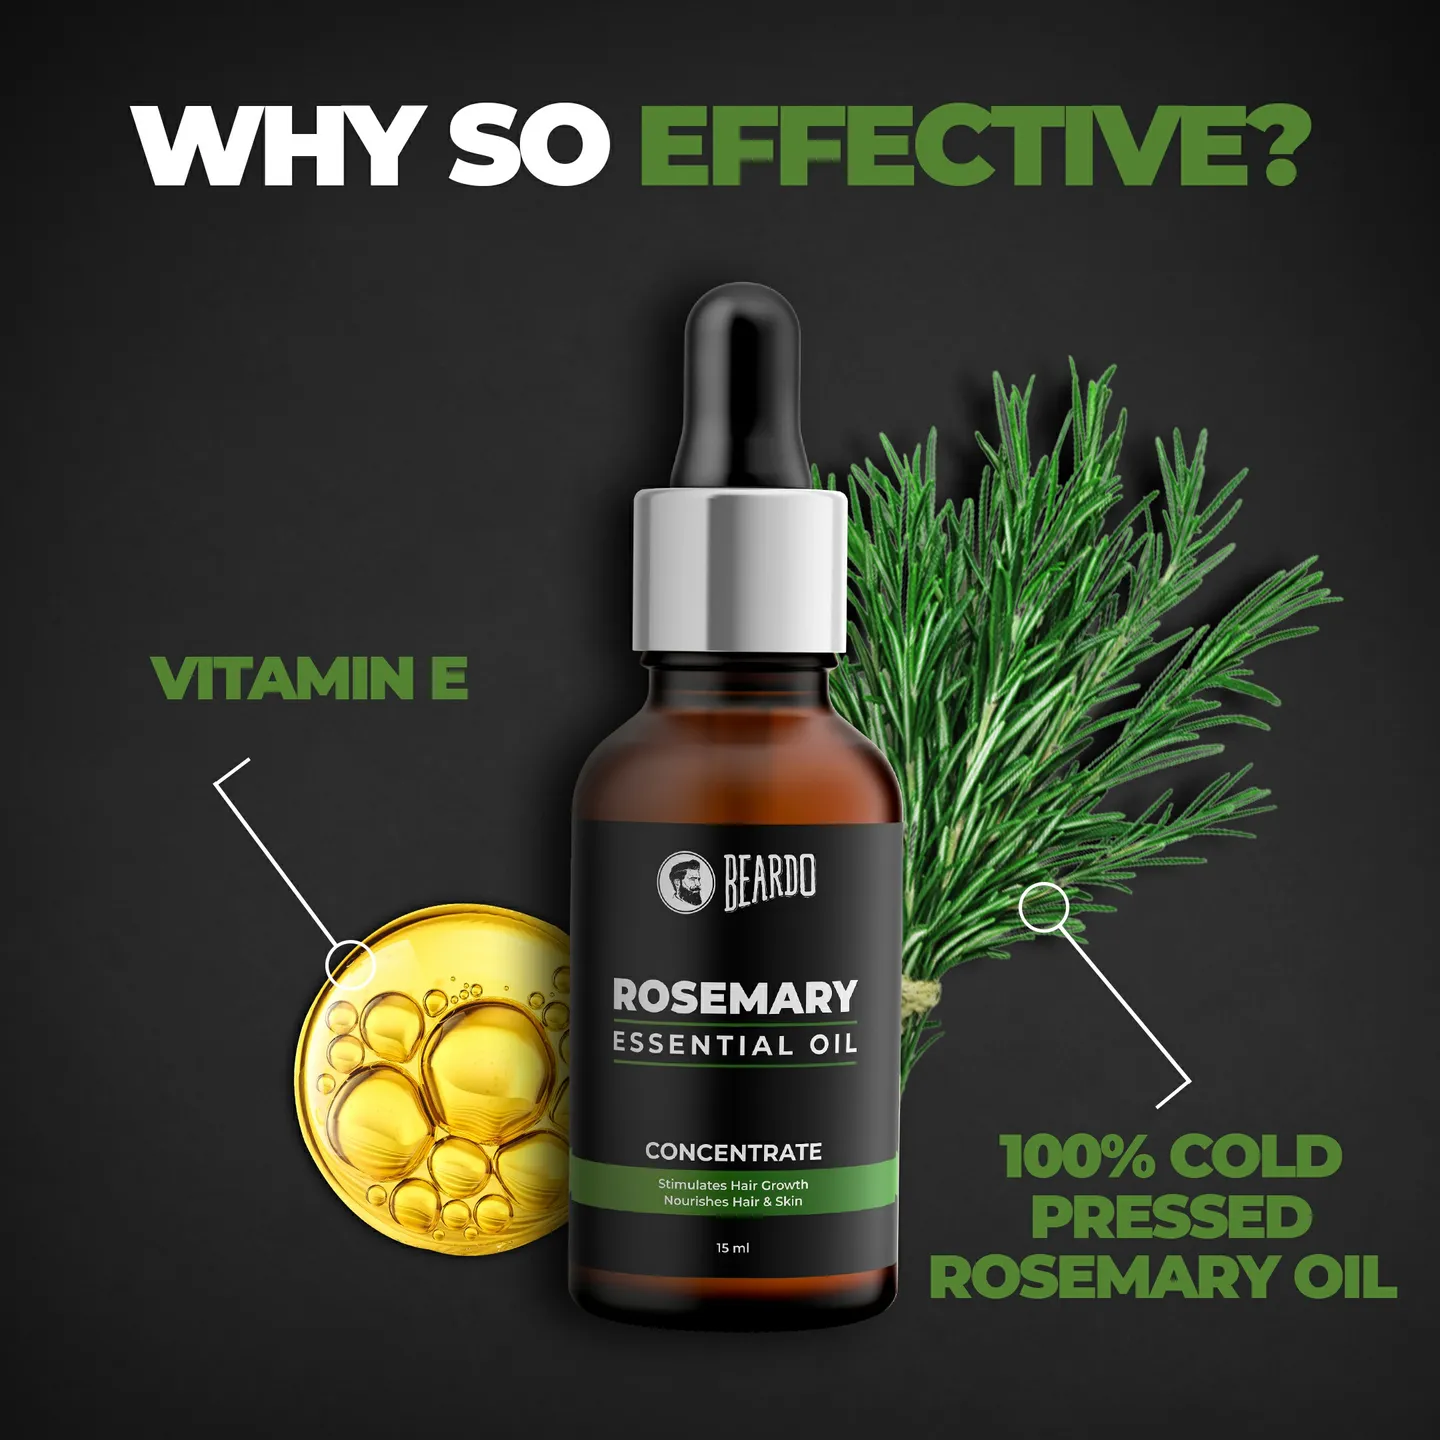 WHY SO EFFECTIVE?
VITAMIN E
BEARDO
ROSEMARY
ESSENTIAL OIL
CONCENTRATE
Stimulates Hair Growth
Nourishes Hair & Skin
15 ml
100% COLD
PRESSED
ROSEMARY OIL